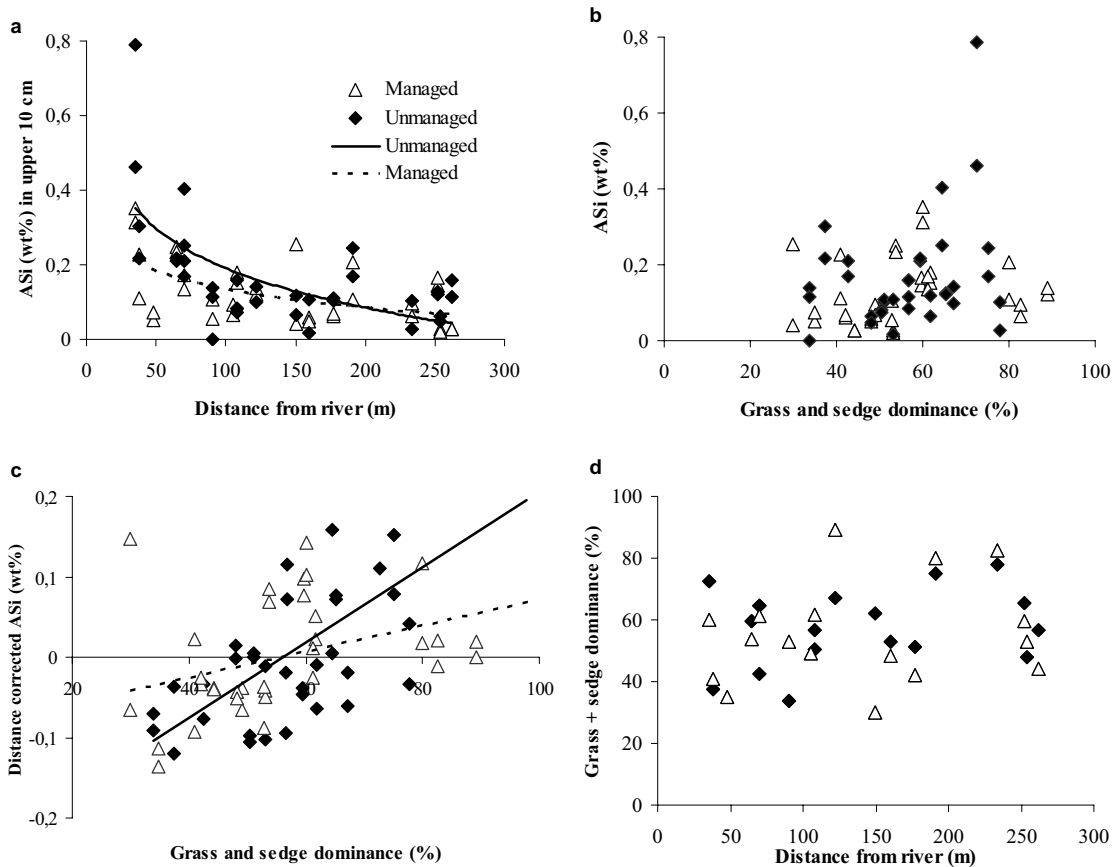 a
0,8
0,6
0,4
0,2
0
0 50 100 150 200 250 300
ASi (wt%) in upper 10 cm
Distance from river (m)
Managed
Unmanaged
Unmanaged
Managed
b
0,8
0,6
0,4
0,2
0
0 20 40 60 80 100
ASi (wt%)
Grass and sedge dominance (%)
c
0,2
0,1
0
-0,1
-0,2
20 40 60 80 100
Distance corrected ASi (wt%)
Grass and sedge dominance (%)
d
100
80
60
40
20
0
0 50 100 150 200 250 300
Grass + sedge dominance (%)
Distance from river (m)